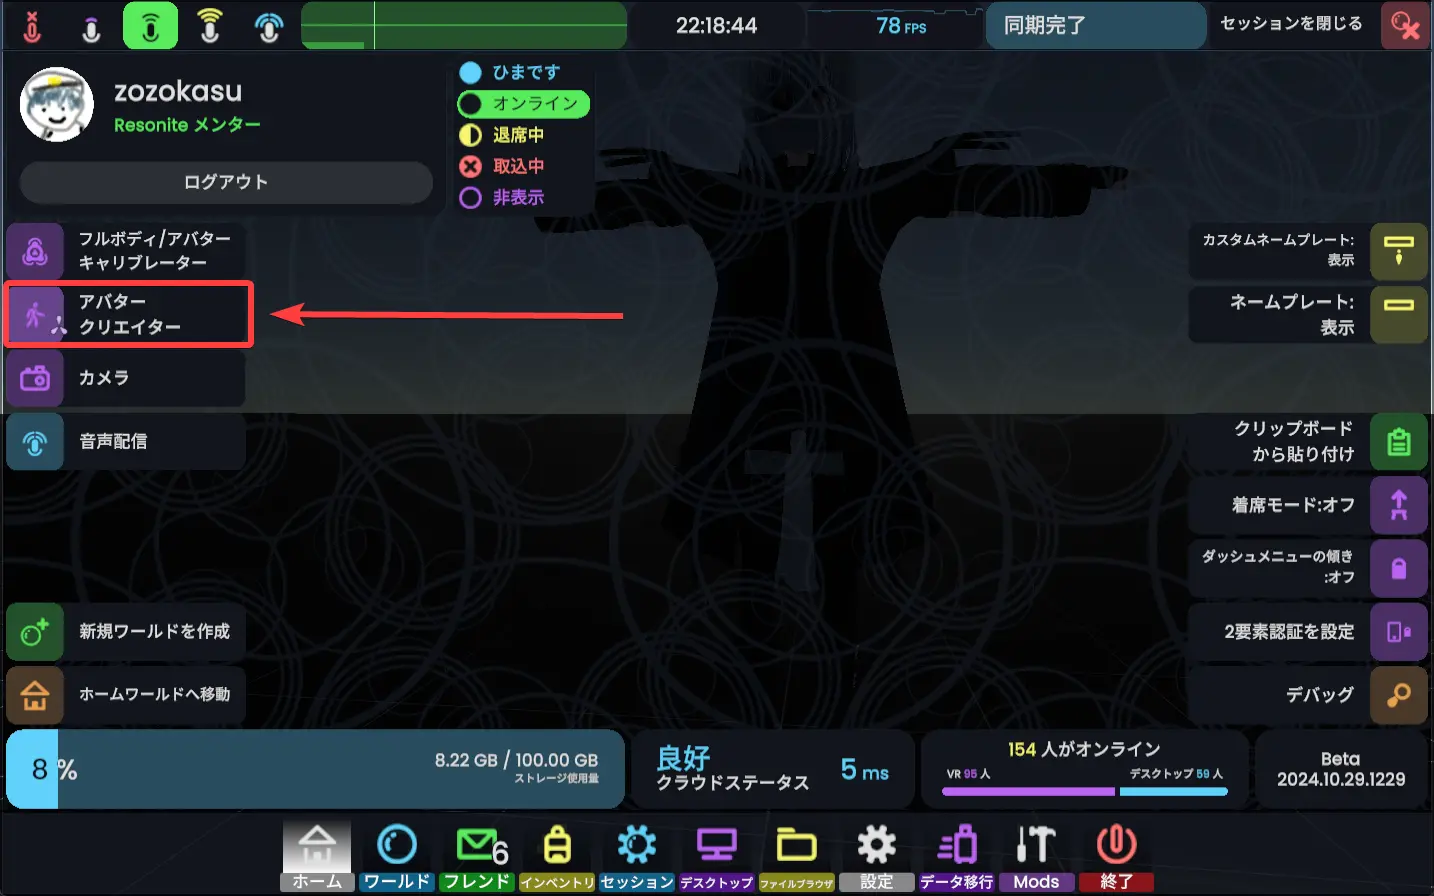 22:18:44
78 FPS
同期完了
セッションを閉じる
zozokasu
Resonite メンター
ログアウト
ひまです
オンライン
退席中
取込中
非表示
フルボディ/アバター
キャリブレーター
アバター
クリエイター
カメラ
音声配信
新規ワールドを作成
ホームワールドへ移動
カスタムネームプレート:
表示
ネームプレート:
表示
クリップボード
から貼り付け
着席モード:オフ
ダッシュメニューの傾き
:オフ
2要素認証を設定
デバッグ
8 %
8.22 GB / 100.00 GB
ストレージ使用量
良好
クラウドステータス
5 ms
154 人がオンライン
VR 95 人
デスクトップ 59 人
Beta
2024.10.29.1229
6
ホーム
ワールド
フレンド
インベントリ
セッション
デスクトップ
ファイルブラウザ
設定
データ移行
Mods
終了